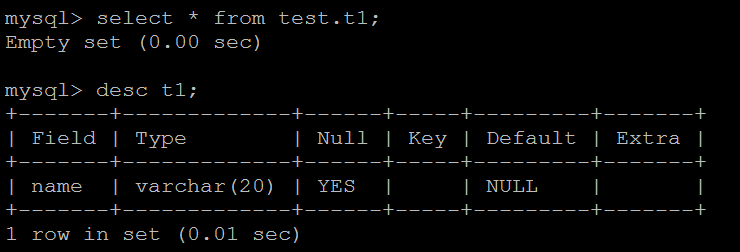 mysql> select * from test.t1;
Empty set (0.00 sec)
mysql> desc t1;
+-------+-------------+------+-----+---------+-------+
| Field | Type        | Null | Key | Default | Extra |
+-------+-------------+------+-----+---------+-------+
| name  | varchar(20) | YES  |     | NULL    |       |
+-------+-------------+------+-----+---------+-------+
1 row in set (0.01 sec)